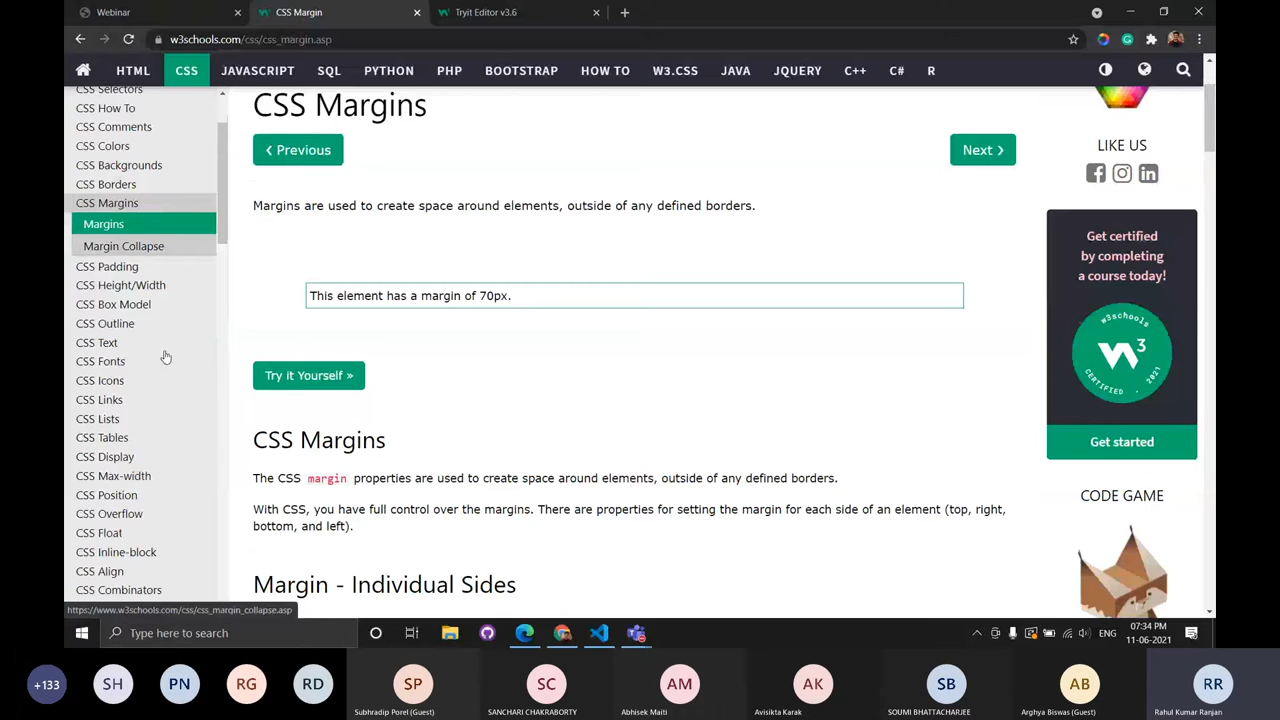 Webinar
CSS Margin
Tryit Editor v3.6
w3schools.com/css/css_margin.asp
HTML CSS JAVASCRIPT SQL PYTHON PHP BOOTSTRAP HOW TO W3.CSS JAVA JQUERY C++ C# R
CSS Selectors
CSS How To
CSS Comments
CSS Colors
CSS Backgrounds
CSS Borders
CSS Margins
Margins
Margin Collapse
CSS Padding
CSS Height/Width
CSS Box Model
CSS Outline
CSS Text
CSS Fonts
CSS Icons
CSS Links
CSS Lists
CSS Tables
CSS Display
CSS Max-width
CSS Position
CSS Overflow
CSS Float
CSS Inline-block
CSS Align
CSS Combinators
https://www.w3schools.com/css/css_margin_collapse.asp
CSS Margins
❮ Previous
Next ❯
Margins are used to create space around elements, outside of any defined borders.
This element has a margin of 70px.
Try it Yourself »
CSS Margins
The CSS margin properties are used to create space around elements, outside of any defined borders.
With CSS, you have full control over the margins. There are properties for setting the margin for each side of an element (top, right,
bottom, and left).
Margin - Individual Sides
LIKE US
Get certified
by completing
a course today!
w3schools
W3
CERTIFIED . 2021
Get started
CODE GAME
Type here to search
ENG
07:34 PM
11-06-2021
+133
SH
PN
RG
RD
SP
Subhradip Porel (Guest)
SC
SANCHARI CHAKRABORTY
AM
Abhisek Maiti
AK
Avisikta Karak
SB
SOUMI BHATTACHARJEE
AB
Arghya Biswas (Guest)
RR
Rahul Kumar Ranjan